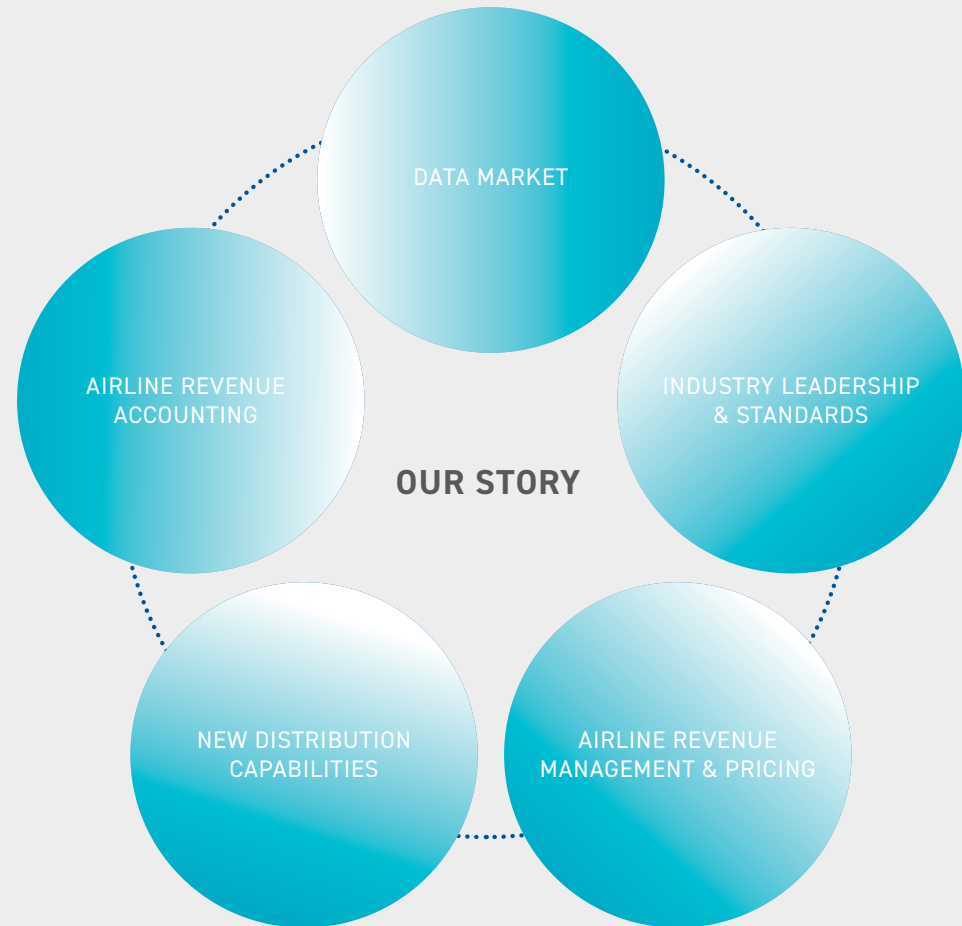 DATA MARKET
AIRLINE REVENUE
ACCOUNTING
INDUSTRY LEADERSHIP
& STANDARDS
OUR STORY
NEW DISTRIBUTION
CAPABILITIES
AIRLINE REVENUE
MANAGEMENT & PRICING